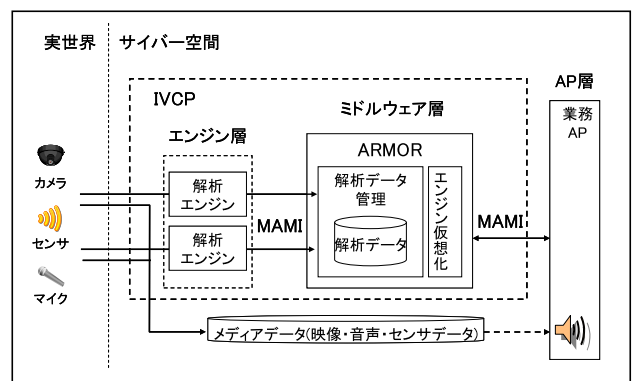 実世界
サイバー空間
IVCP
エンジン層
ミドルウェア層
AP層
業務
AP
ARMOR
カメラ
センサ
マイク
解析
エンジン
解析
エンジン
MAMI
解析データ
管理
解析データ
エンジン仮想化
MAMI
メディアデータ(映像・音声・センサデータ)